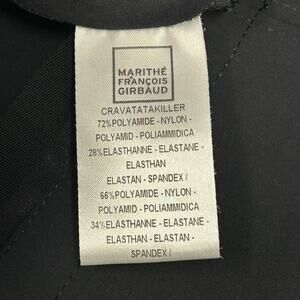 MARITHÉ
FRANÇOIS
GIRBAUD
CRAVATATAKILLER
72%POLYAMIDE - NYLON -
POLYAMID - POLIAMMIDICA
28%ELASTHANNE - ELASTANE -
ELASTHAN
ELASTAN - SPANDEX /
66%POLYAMIDE - NYLON -
POLYAMID - POLIAMMIDICA
34%ELASTHANNE - ELASTANE -
ELASTHAN - ELASTAN -
SPANDEX /